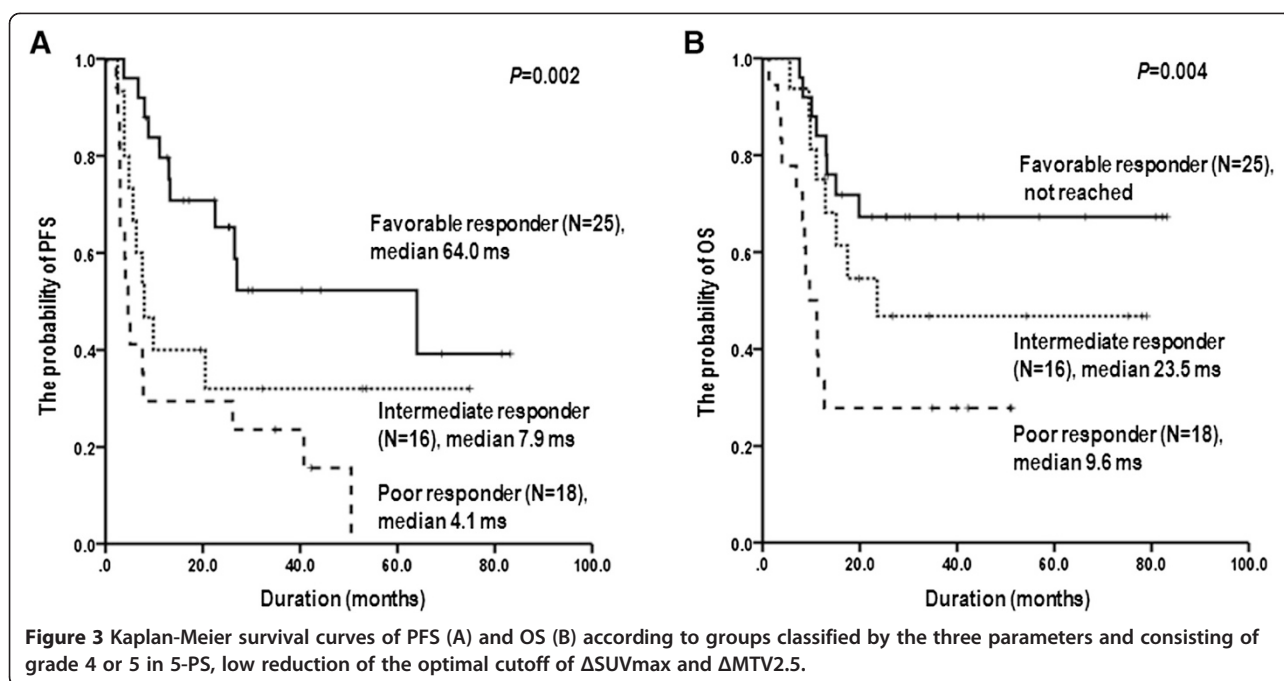 A
P=0.002
The probability of PFS
1.0
0.8
0.6
0.4
0.2
0.0
Favorable responder (N=25),
median 64.0 ms
Intermediate responder
(N=16), median 7.9 ms
Poor responder (N=18),
median 4.1 ms
.0 20.0 40.0 60.0 80.0 100.0
Duration (months)
B
P=0.004
The probability of OS
1.0
0.8
0.6
0.4
0.2
0.0
Favorable responder (N=25),
not reached
Intermediate responder
(N=16), median 23.5 ms
Poor responder (N=18),
median 9.6 ms
.0 20.0 40.0 60.0 80.0 100.0
Duration (months)
Figure 3 Kaplan-Meier survival curves of PFS (A) and OS (B) according to groups classified by the three parameters and consisting of
grade 4 or 5 in 5-PS, low reduction of the optimal cutoff of ΔSUVmax and ΔMTV2.5.